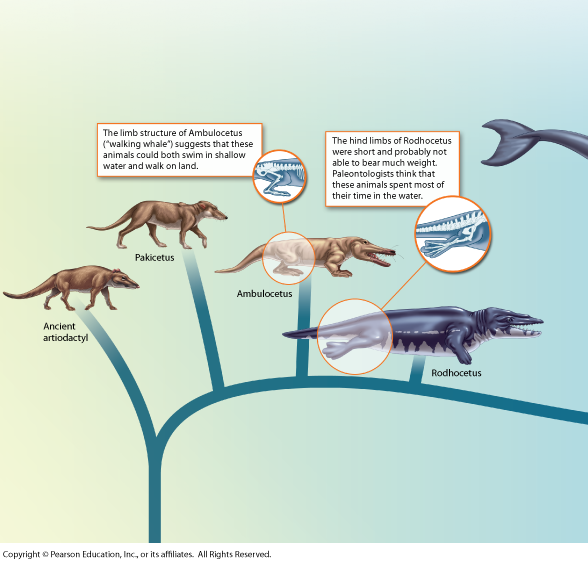 The limb structure of Ambulocetus
("walking whale") suggests that these
animals could both swim in shallow
water and walk on land.
The hind limbs of Rodhocetus
were short and probably not
able to bear much weight.
Paleontologists think that
these animals spent most of
their time in the water.
Pakicetus
Ambulocetus
Ancient
artiodactyl
Rodhocetus
Copyright © Pearson Education, Inc., or its affiliates. All Rights Reserved.